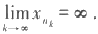 lim x_{n_k} = ∞ .
k→∞